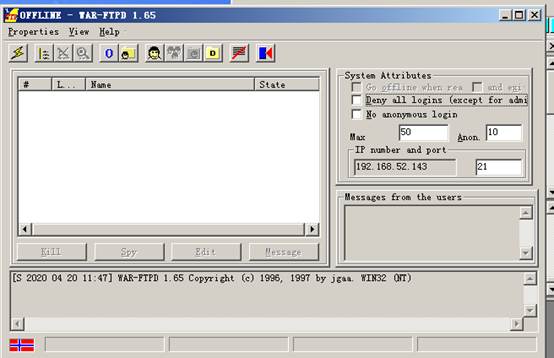 OFFLINE - WAR-FTPD 1.65
Properties View Help
0 D
# L... Name State
System Attributes
Go offline when rea and exi
Deny all logins (except for admi
No anonymous login
Max 50 Anon. 10
IP number and port
192.168.52.143 21
Messages from the users
Kill Spy Edit Message
[S 2020 04 20 11:47] WAR-FTPD 1.65 Copyright (c) 1996, 1997 by jgaa. WIN32 (NT)